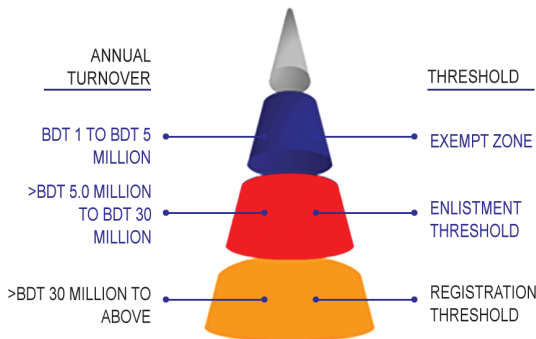 ANNUAL
TURNOVER
THRESHOLD
BDT 1 TO BDT 5
MILLION
EXEMPT ZONE
>BDT 5.0 MILLION
TO BDT 30
MILLION
ENLISTMENT
THRESHOLD
>BDT 30 MILLION TO
ABOVE
REGISTRATION
THRESHOLD